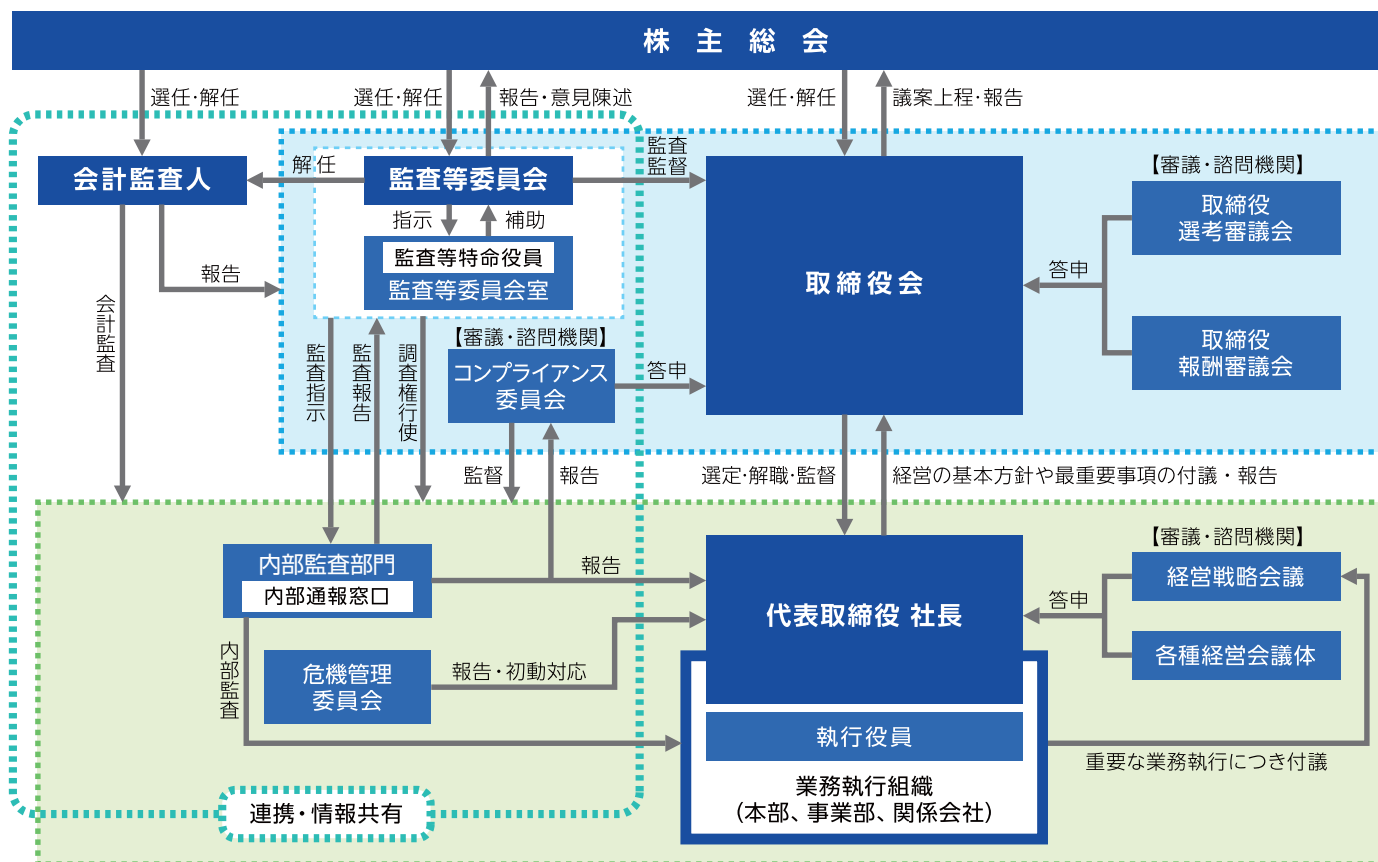 株主総会
選任・解任
選任・解任
報告・意見陳述
選任・解任
議案上程・報告
会計監査人
解任
監査等委員会
監査
監督
指示
補助
監査等特命役員
監査等委員会室
報告
会計監査
取締役会
【審議・諮問機関】
取締役
選考審議会
答申
取締役
報酬審議会
監査指示
監査報告
調査権行使
【審議・諮問機関】
コンプライアンス
委員会
答申
監督
報告
選定・解職・監督
経営の基本方針や最重要事項の付議・報告
内部監査部門
内部通報窓口
報告
代表取締役 社長
【審議・諮問機関】
経営戦略会議
答申
各種経営会議体
内部監査
危機管理
委員会
報告・初動対応
執行役員
業務執行組織
（本部、事業部、関係会社）
重要な業務執行につき付議
連携・情報共有